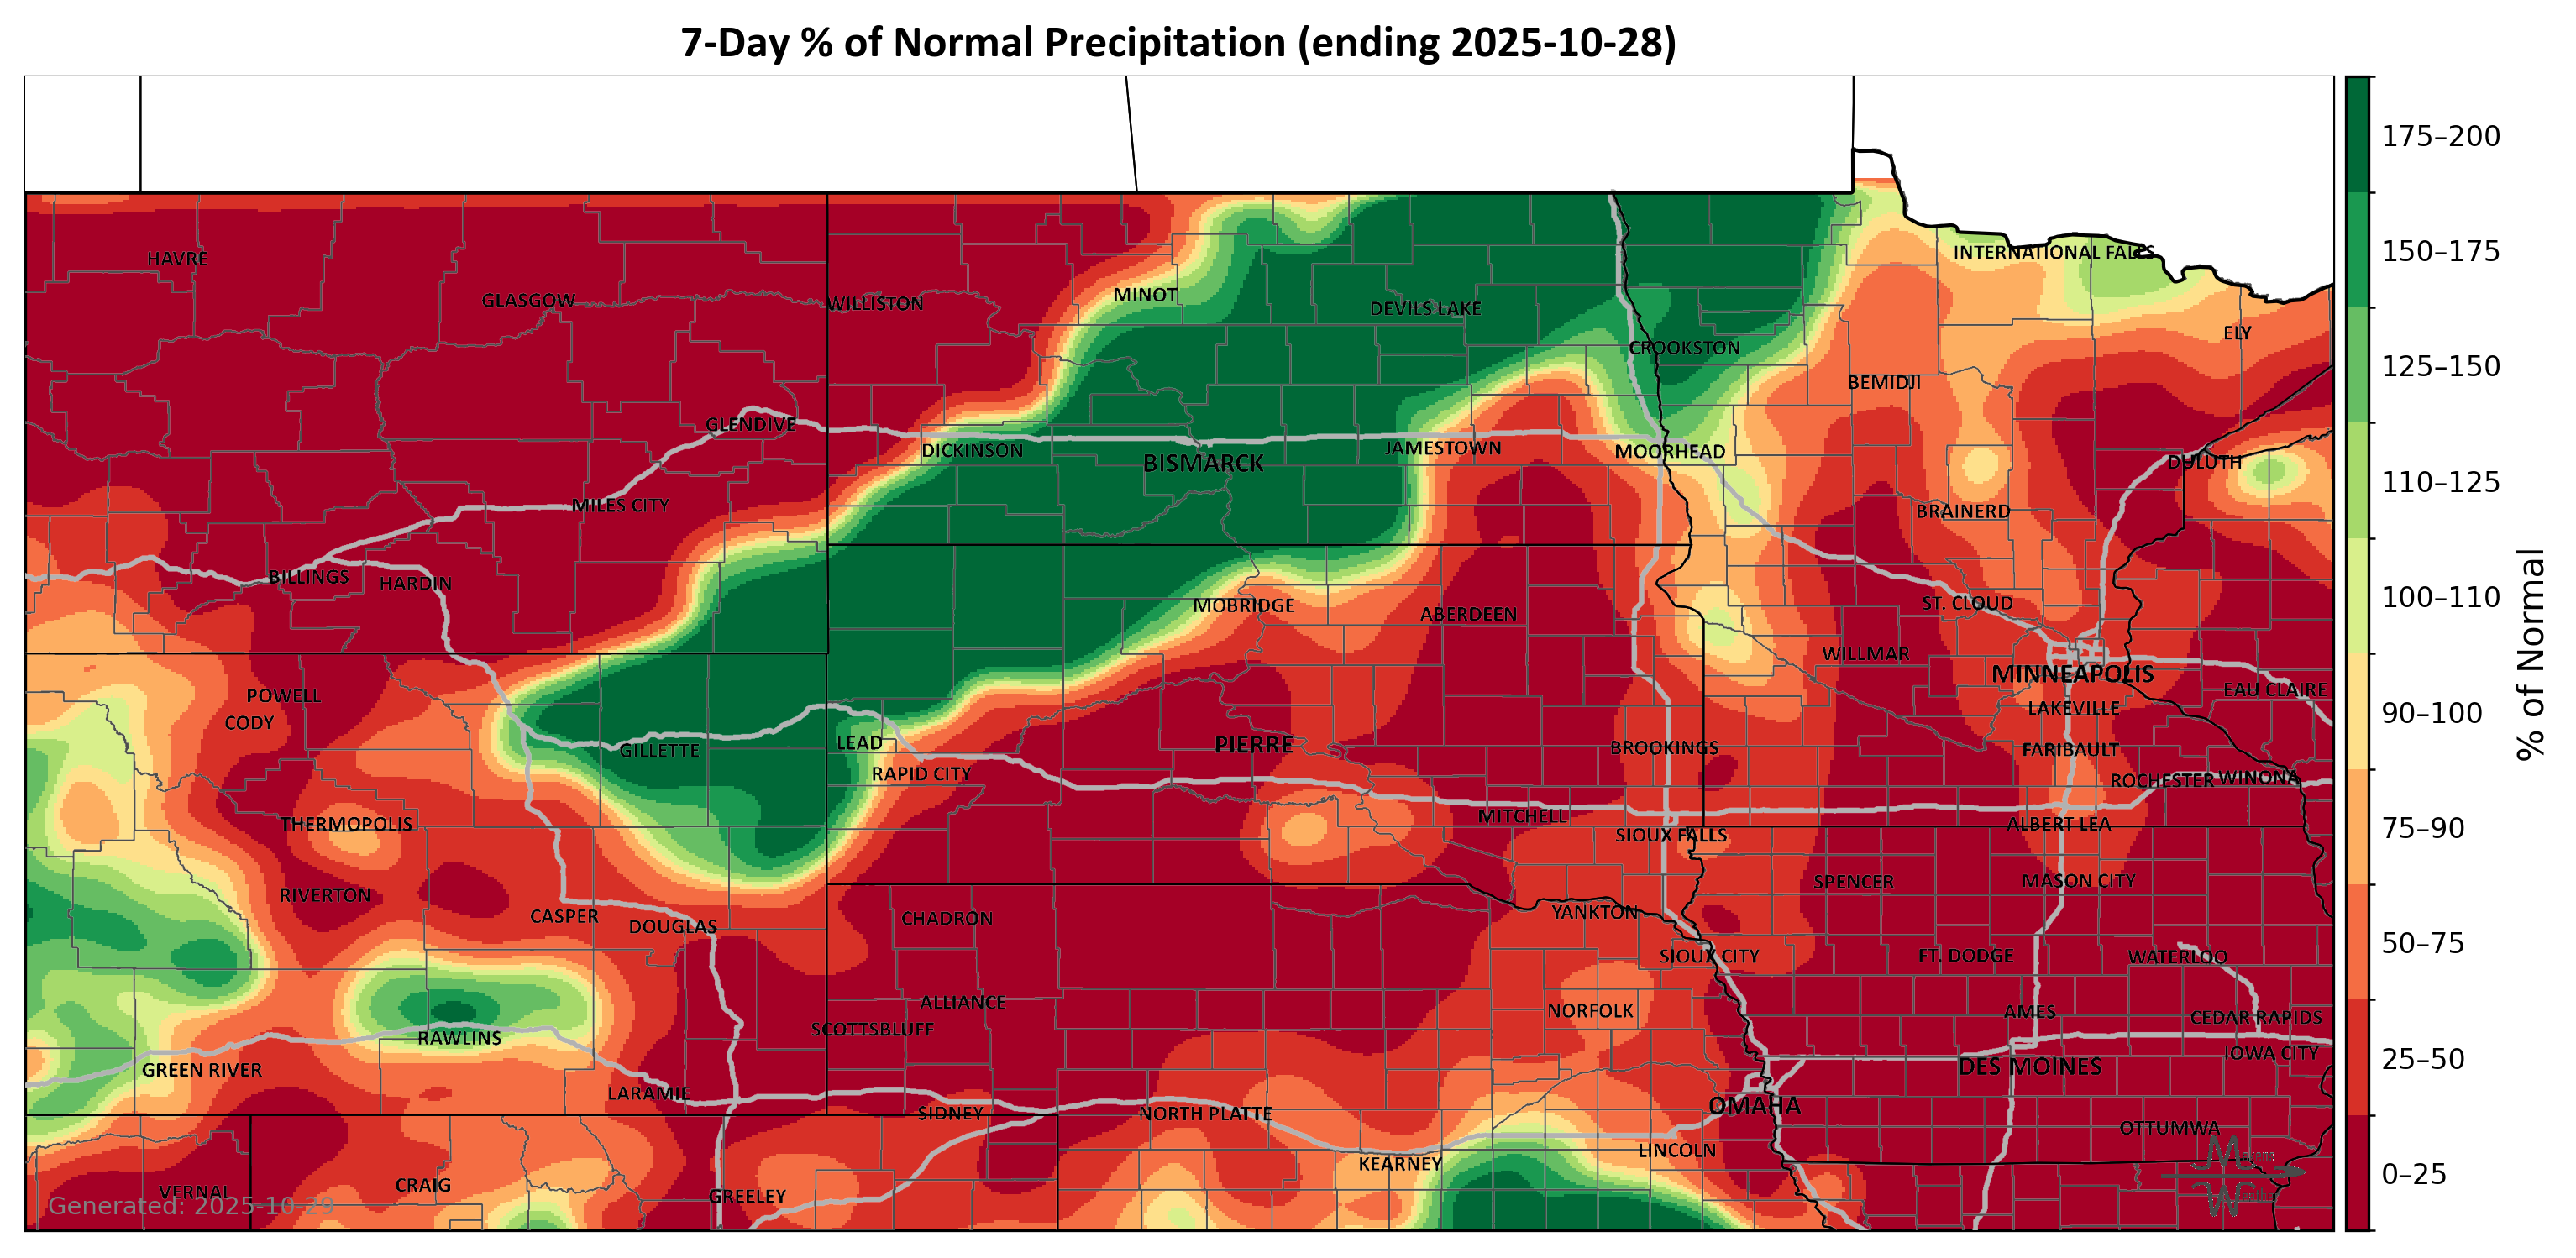 7-Day % of Normal Precipitation (ending 2025-10-28)
175–200
HAVRE
INTERNATIONAL FALLS
150–175
GLASGOW
WILLISTON
MINOT
DEVILS LAKE
ELY
CROOKSTON
125–150
BEMIDJI
GLENDIVE
DICKINSON
BISMARCK
JAMESTOWN
MOORHEAD
DULUTH
110–125
MILES CITY
BRAINERD
BILLINGS
HARDIN
MOBRIDGE
ABERDEEN
ST. CLOUD
100–110
WILLMAR
MINNEAPOLIS
% of Normal
POWELL
EAU CLAIRE
CODY
LAKEVILLE
90–100
GILLETTE
LEAD
PIERRE
BROOKINGS
FARIBAULT
RAPID CITY
ROCHESTER
WINONA
THERMOPOLIS
MITCHELL
SIOUX FALLS
ALBERT LEA
75–90
RIVERTON
SPENCER
MASON CITY
CASPER
DOUGLAS
CHADRON
YANKTON
50–75
SIOUX CITY
FT. DODGE
WATERLOO
ALLIANCE
NORFOLK
AMES
CEDAR RAPIDS
RAWLINS
SCOTTSBLUFF
IOWA CITY
25–50
GREEN RIVER
DES MOINES
LARAMIE
SIDNEY
NORTH PLATTE
OMAHA
OTTUMWA
KEARNEY
LINCOLN
VERNAL
CRAIG
GREELEY
0–25
Generated: 2025-10-29